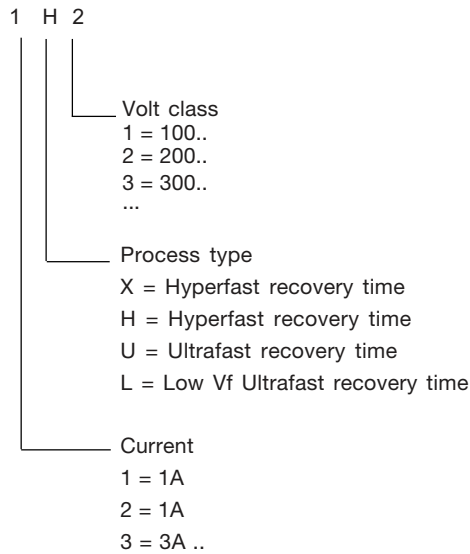 1 H 2
Volt class
1 = 100..
2 = 200..
3 = 300..
...
Process type
X = Hyperfast recovery time
H = Hyperfast recovery time
U = Ultrafast recovery time
L = Low Vf Ultrafast recovery time
Current
1 = 1A
2 = 1A
3 = 3A ..